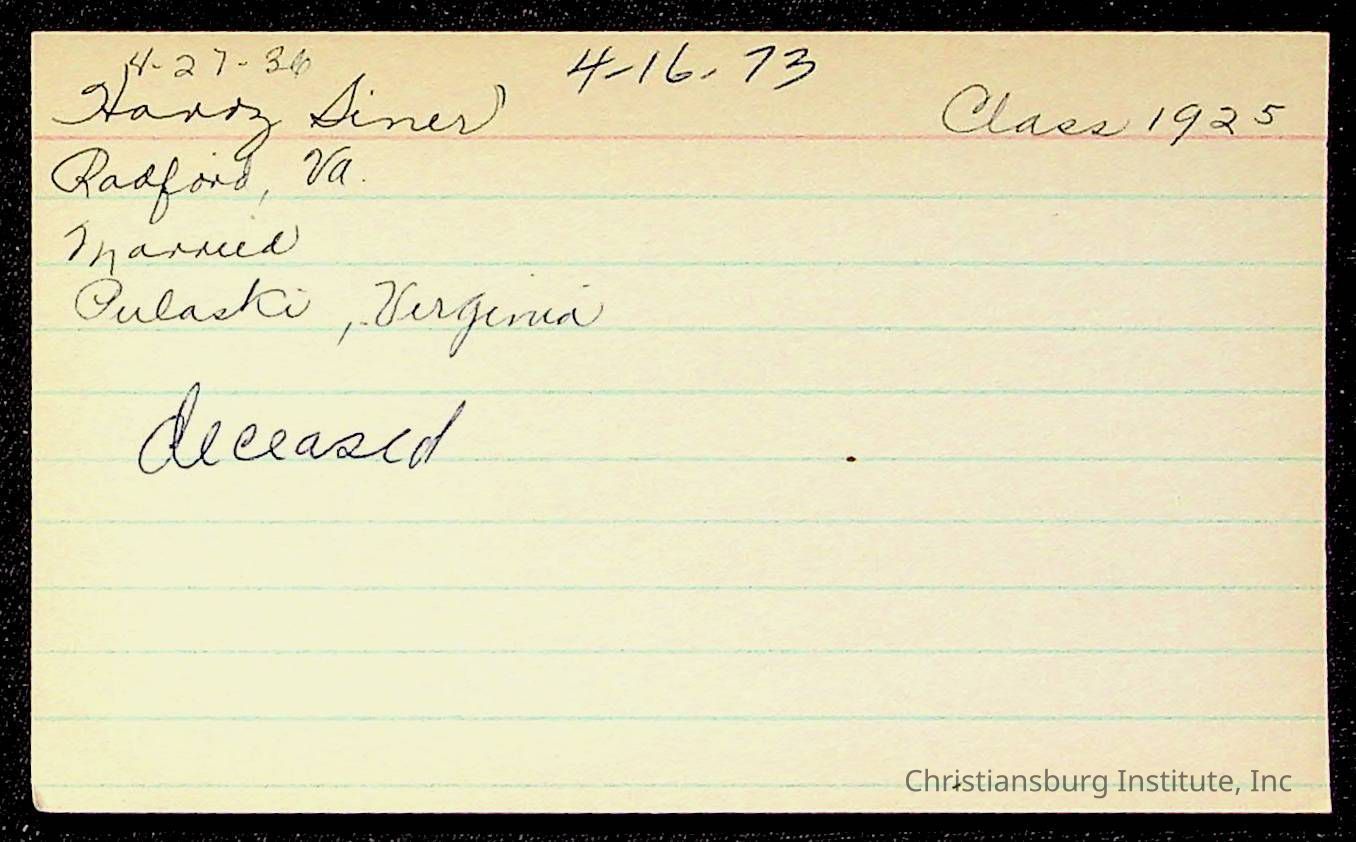 4-27-36 4-16-73
Harry Siner Class 1925
Radford, Va.
Married
Pulaski, Virginia
deceased
Christiansburg Institute, Inc